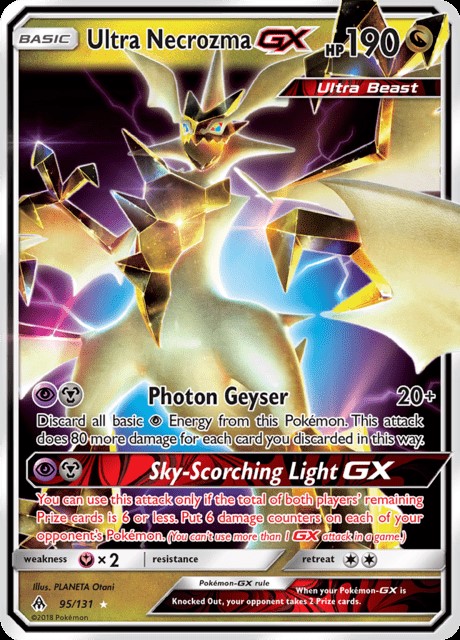 BASIC Ultra Necrozma GX HP190
Ultra Beast
Photon Geyser 20+
Discard all basic Energy from this Pokémon. This attack
does 80 more damage for each card you discarded in this way.
Sky-Scorching Light GX
You can use this attack only if the total of both players' remaining
Prize cards is 6 or less. Put 6 damage counters on each of your
opponent's Pokémon. (You can't use more than 1 GX attack in a game.)
weakness ×2 resistance retreat
Illus. PLANETA Otani
95/131
©2018 Pokémon
Pokémon-GX rule
When your Pokémon-GX is
Knocked Out, your opponent takes 2 Prize cards.